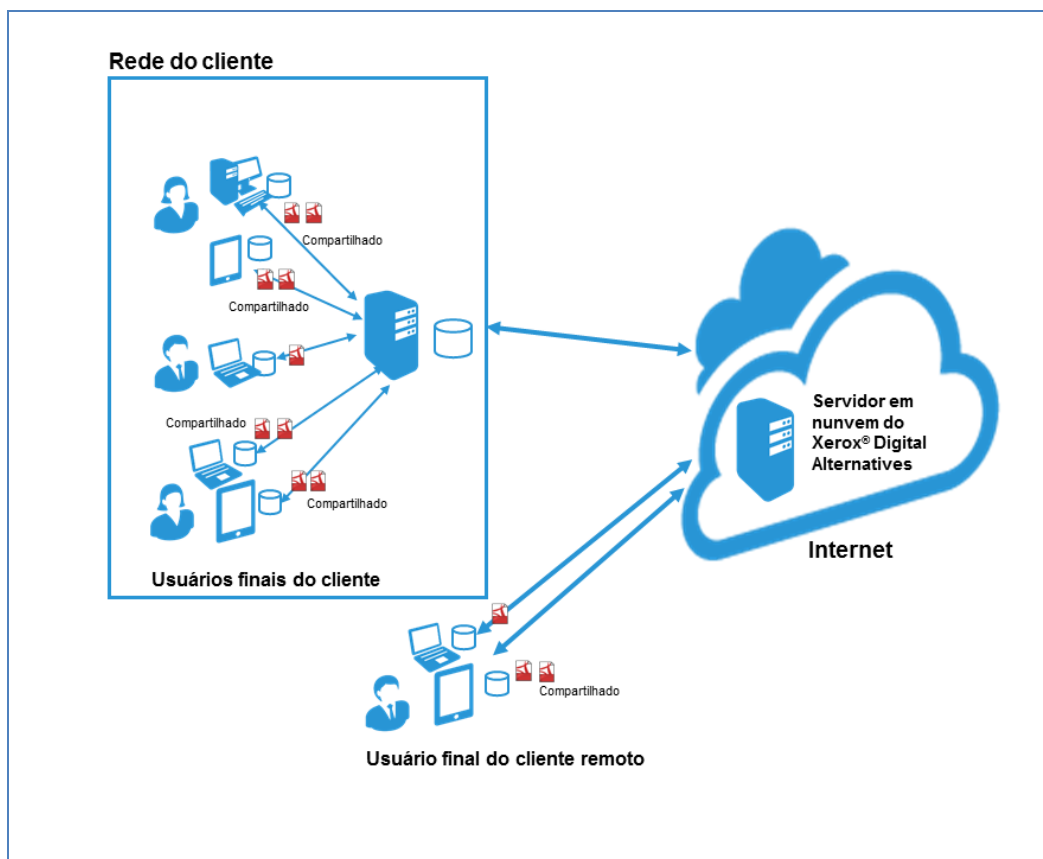 Rede do cliente
Compartilhado
Compartilhado
Compartilhado
Compartilhado
Usuários finais do cliente
Servidor em
nunvem do
Xerox® Digital
Alternatives
Internet
Compartilhado
Usuário final do cliente remoto